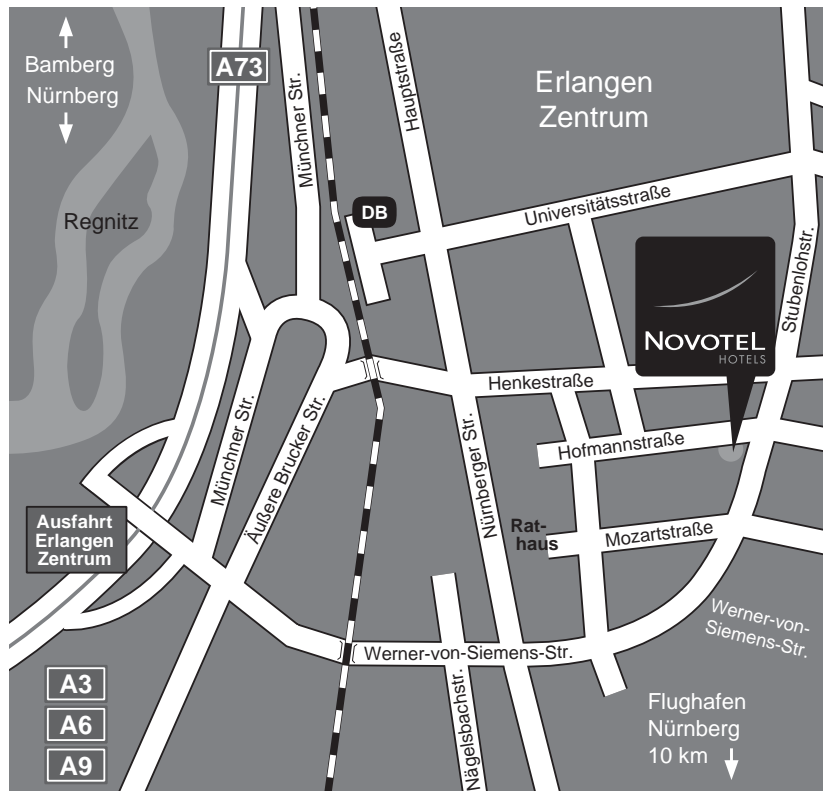 Bamberg
Nürnberg
A73
Münchner Str.
Hauptstraße
Erlangen
Zentrum
DB
Universitätsstraße
Regnitz
Stubenlohstr.
NOVOTEL
HOTELS
Henkestraße
Münchner Str.
Äußere Brucker Str.
Nürnberger Str.
Hofmannstraße
Ausfahrt
Erlangen
Zentrum
Rat-
haus
Mozartstraße
Werner-von-
Siemens-Str.
Werner-von-Siemens-Str.
Nägelsbachstr.
A3
A6
A9
Flughafen
Nürnberg
10 km